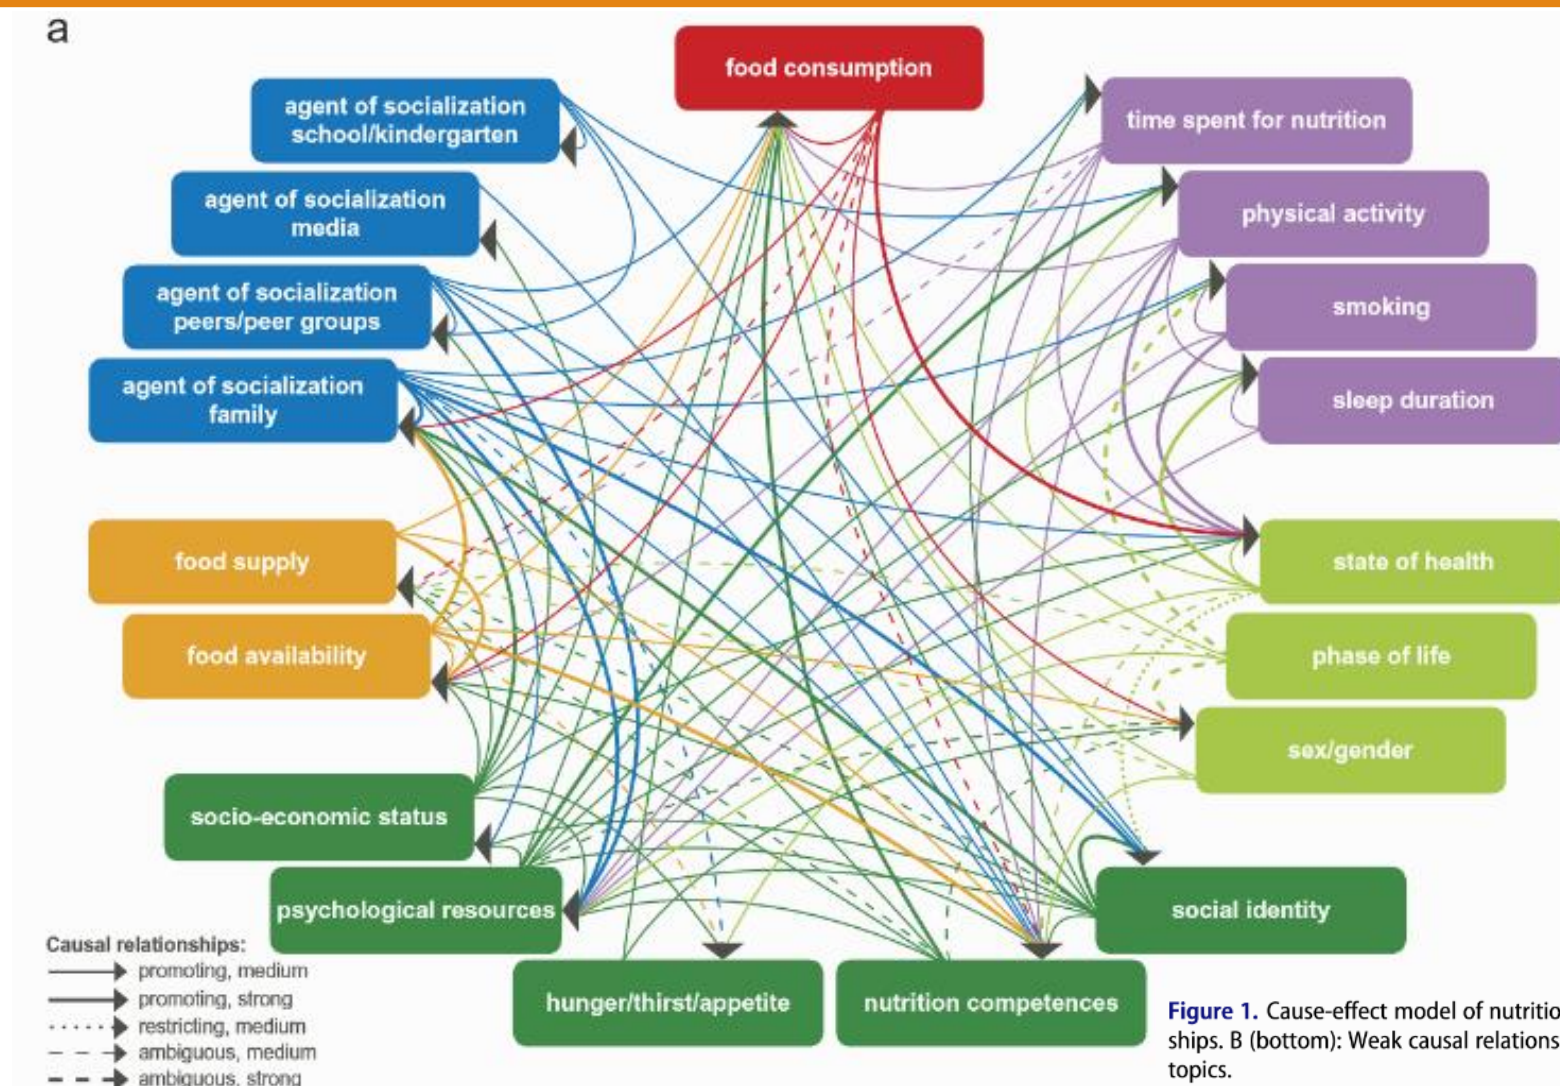 a
food consumption
agent of socialization
school/kindergarten
agent of socialization
media
agent of socialization
peers/peer groups
agent of socialization
family
food supply
food availability
socio-economic status
psychological resources
hunger/thirst/appetite
nutrition competences
social identity
time spent for nutrition
physical activity
smoking
sleep duration
state of health
phase of life
sex/gender
Causal relationships:
promoting, medium
promoting, strong
restricting, medium
ambiguous, medium
ambiguous, strong
Figure 1. Cause-effect model of nutritio
ships. B (bottom): Weak causal relations
topics.